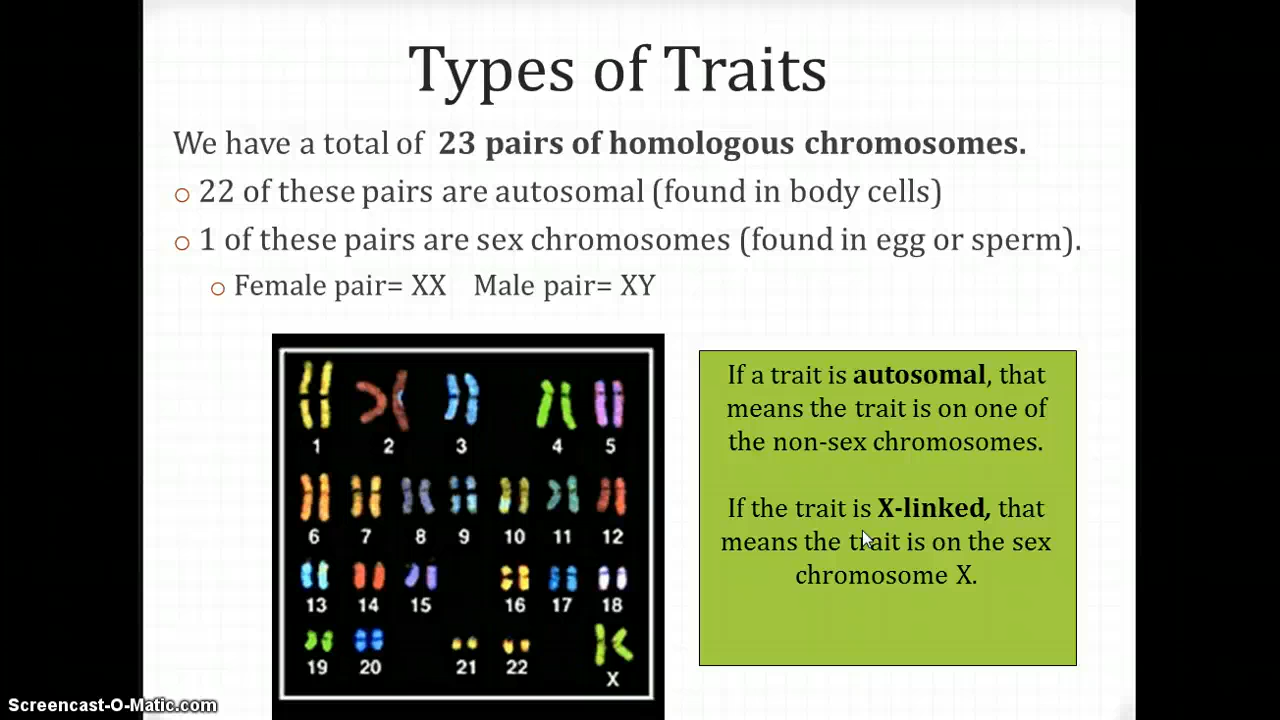 Types of Traits
We have a total of 23 pairs of homologous chromosomes.
22 of these pairs are autosomal (found in body cells)
1 of these pairs are sex chromosomes (found in egg or sperm).
Female pair= XX Male pair= XY
1 2 3 4 5
6 7 8 9 10 11 12
13 14 15 16 17 18
19 20 21 22 X
If a trait is autosomal, that
means the trait is on one of
the non-sex chromosomes.
If the trait is X-linked, that
means the trait is on the sex
chromosome X.
Screencast-O-Matic.com